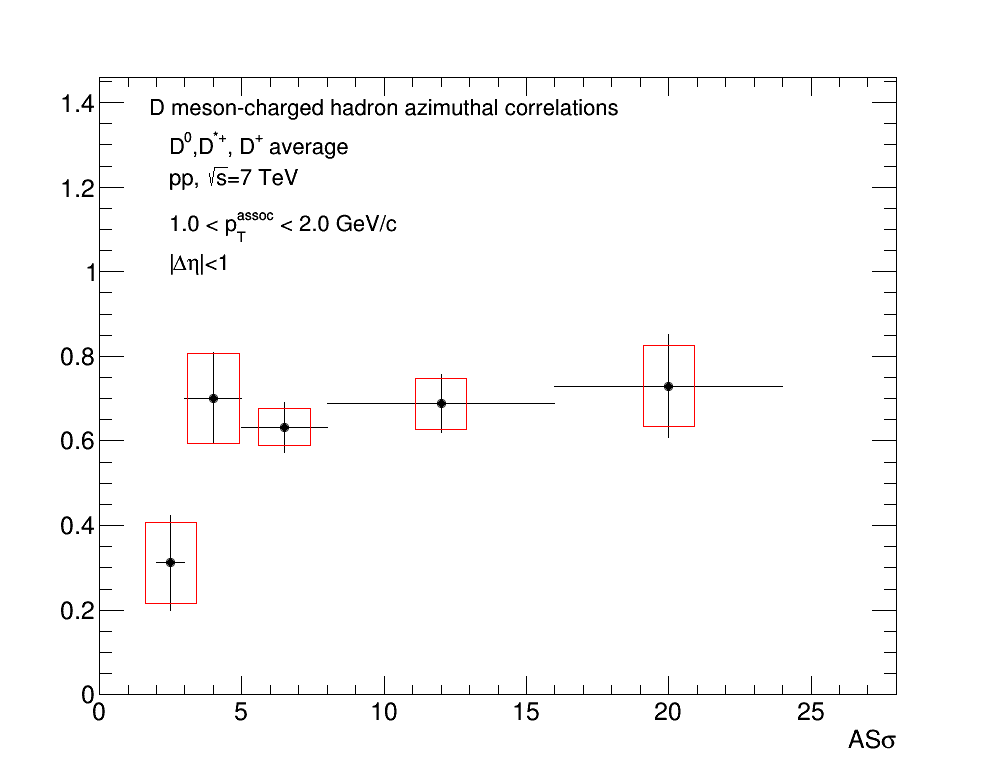 D meson-charged hadron azimuthal correlations
D⁰,D*⁺, D⁺ average
pp, √s=7 TeV
1.0 < p_T^assoc < 2.0 GeV/c
|Δη|<1
1.4
1.2
1
0.8
0.6
0.4
0.2
0
0 5 10 15 20 25
ASσ